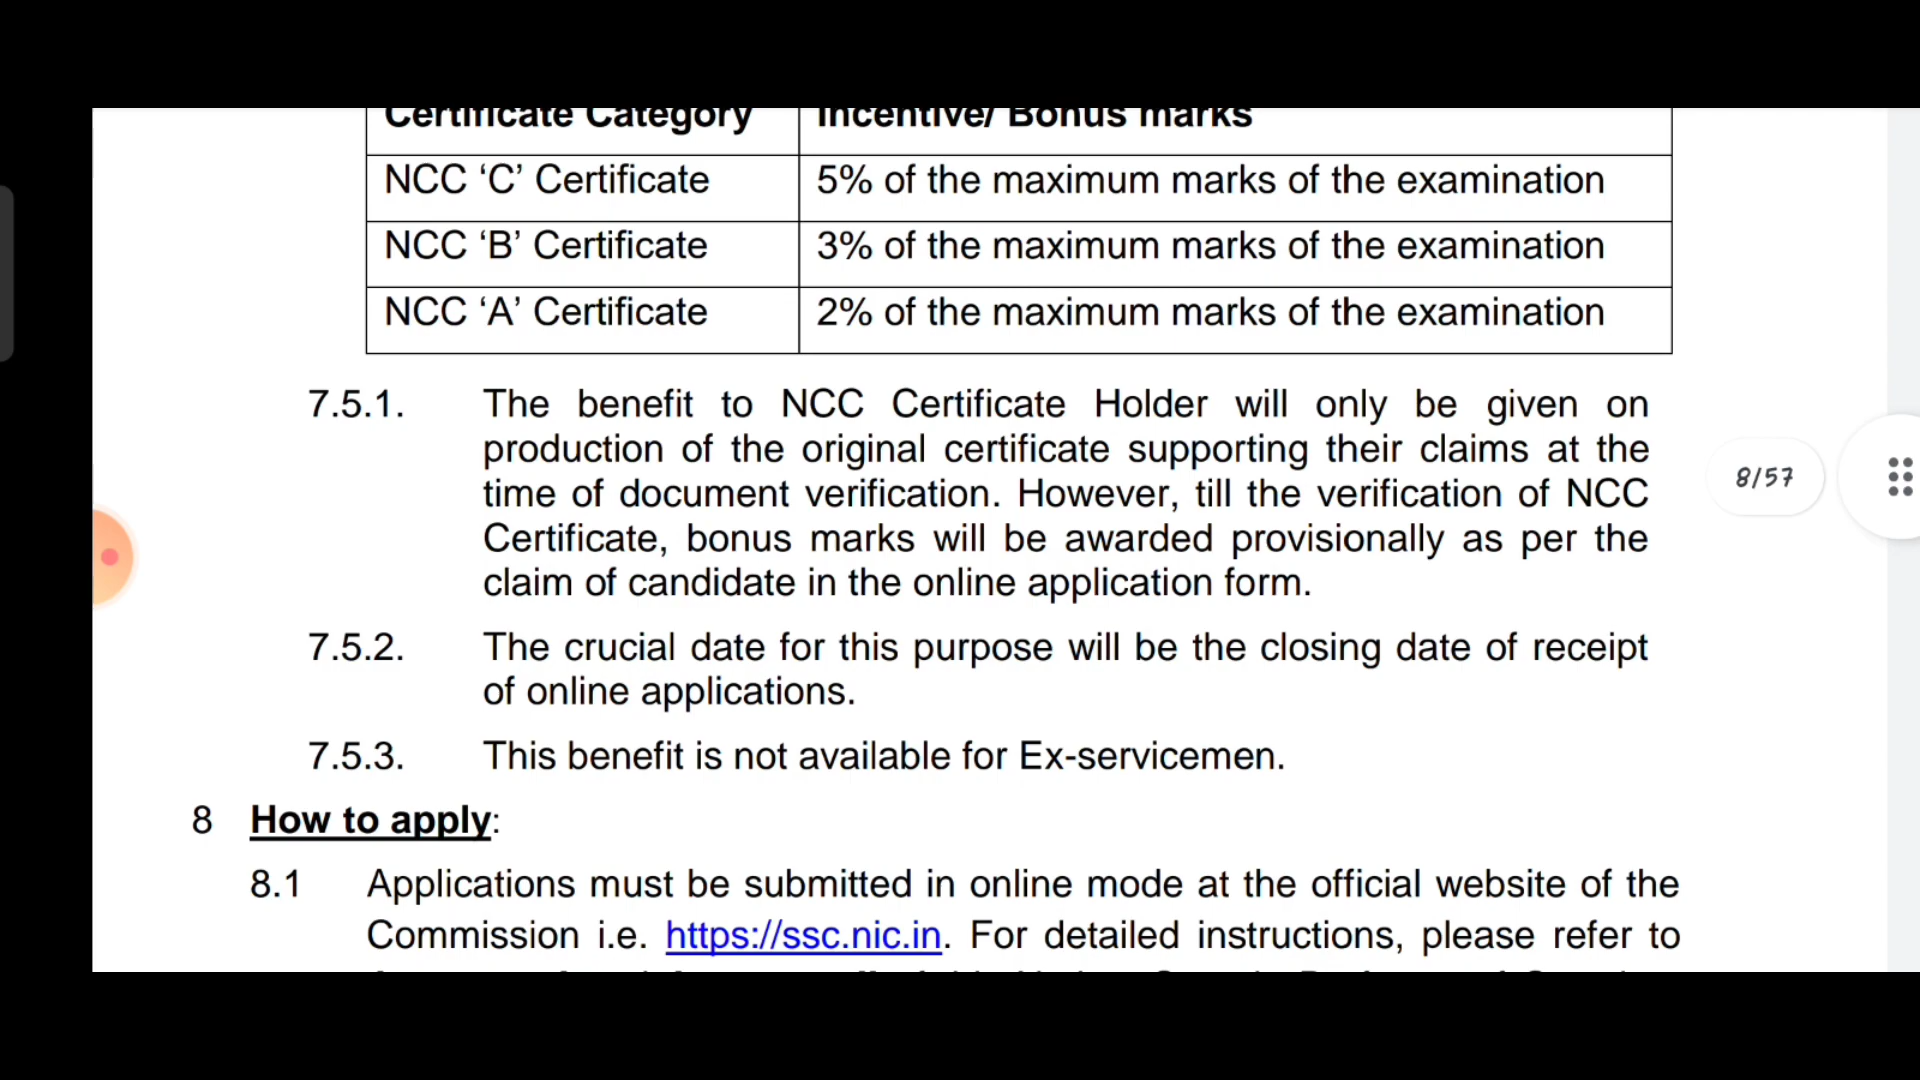 Certificate Category Incentive/ Bonus marks
NCC ‘C’ Certificate 5% of the maximum marks of the examination
NCC ‘B’ Certificate 3% of the maximum marks of the examination
NCC ‘A’ Certificate 2% of the maximum marks of the examination
7.5.1. The benefit to NCC Certificate Holder will only be given on
production of the original certificate supporting their claims at the
time of document verification. However, till the verification of NCC
Certificate, bonus marks will be awarded provisionally as per the
claim of candidate in the online application form.
8/57
7.5.2. The crucial date for this purpose will be the closing date of receipt
of online applications.
7.5.3. This benefit is not available for Ex-servicemen.
8 How to apply:
8.1 Applications must be submitted in online mode at the official website of the
Commission i.e. https://ssc.nic.in. For detailed instructions, please refer to